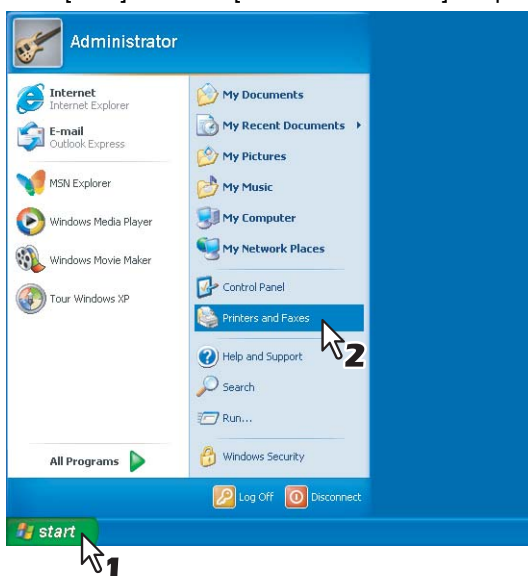 Administrator
Internet
Internet Explorer
E-mail
Outlook Express
MSN Explorer
Windows Media Player
Windows Movie Maker
Tour Windows XP
All Programs
My Documents
My Recent Documents
My Pictures
My Music
My Computer
My Network Places
Control Panel
Printers and Faxes
2
Help and Support
Search
Run...
Windows Security
Log Off
Disconnect
start
1